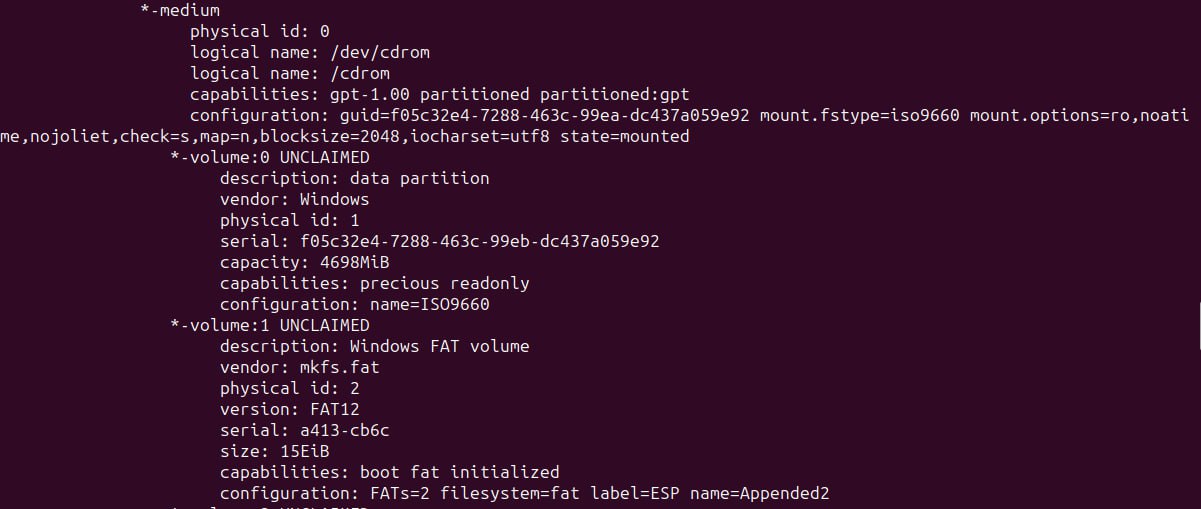 *-medium
physical id: 0
logical name: /dev/cdrom
logical name: /cdrom
capabilities: gpt-1.00 partitioned partitioned:gpt
configuration: guid=f05c32e4-7288-463c-99ea-dc437a059e92 mount.fstype=iso9660 mount.options=ro,noati
me,nojoliet,check=s,map=n,blocksize=2048,iocharset=utf8 state=mounted
*-volume:0 UNCLAIMED
description: data partition
vendor: Windows
physical id: 1
serial: f05c32e4-7288-463c-99eb-dc437a059e92
capacity: 4698MiB
capabilities: precious readonly
configuration: name=ISO9660
*-volume:1 UNCLAIMED
description: Windows FAT volume
vendor: mkfs.fat
physical id: 2
version: FAT12
serial: a413-cb6c
size: 15EiB
capabilities: boot fat initialized
configuration: FATs=2 filesystem=fat label=ESP name=Appended2